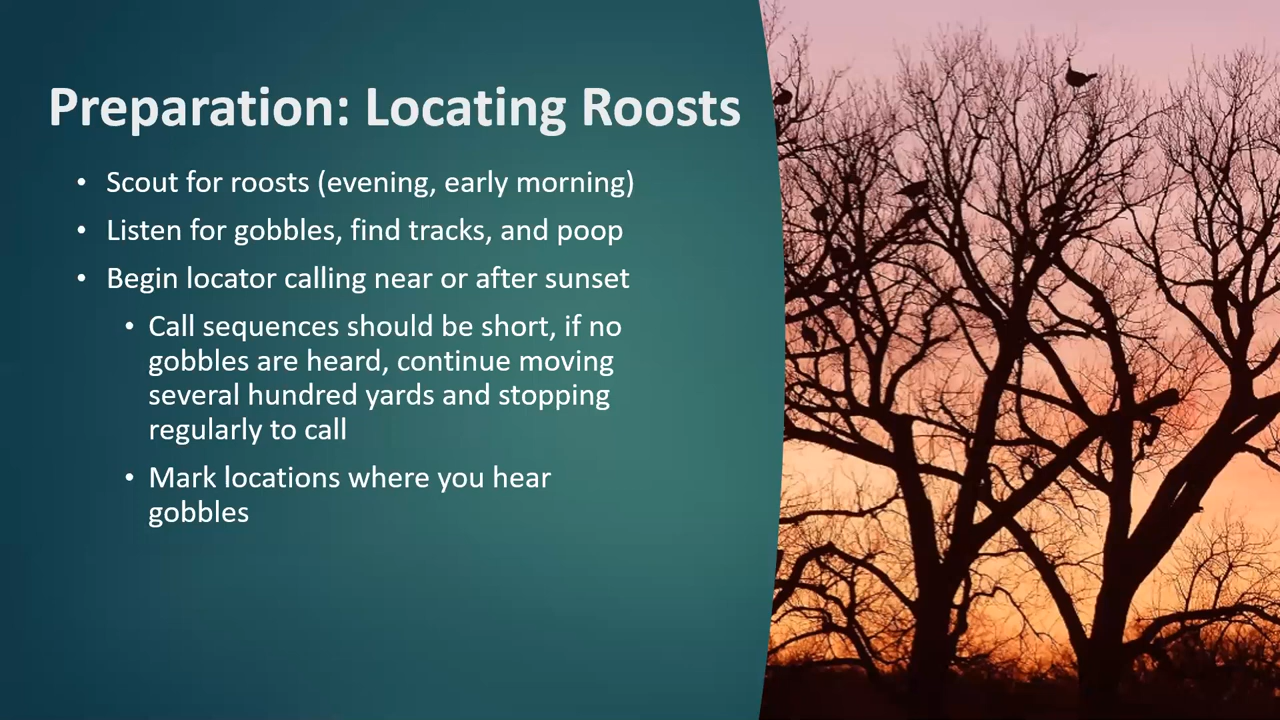 Preparation: Locating Roosts
• Scout for roosts (evening, early morning)
• Listen for gobbles, find tracks, and poop
• Begin locator calling near or after sunset
• Call sequences should be short, if no
gobbles are heard, continue moving
several hundred yards and stopping
regularly to call
• Mark locations where you hear
gobbles